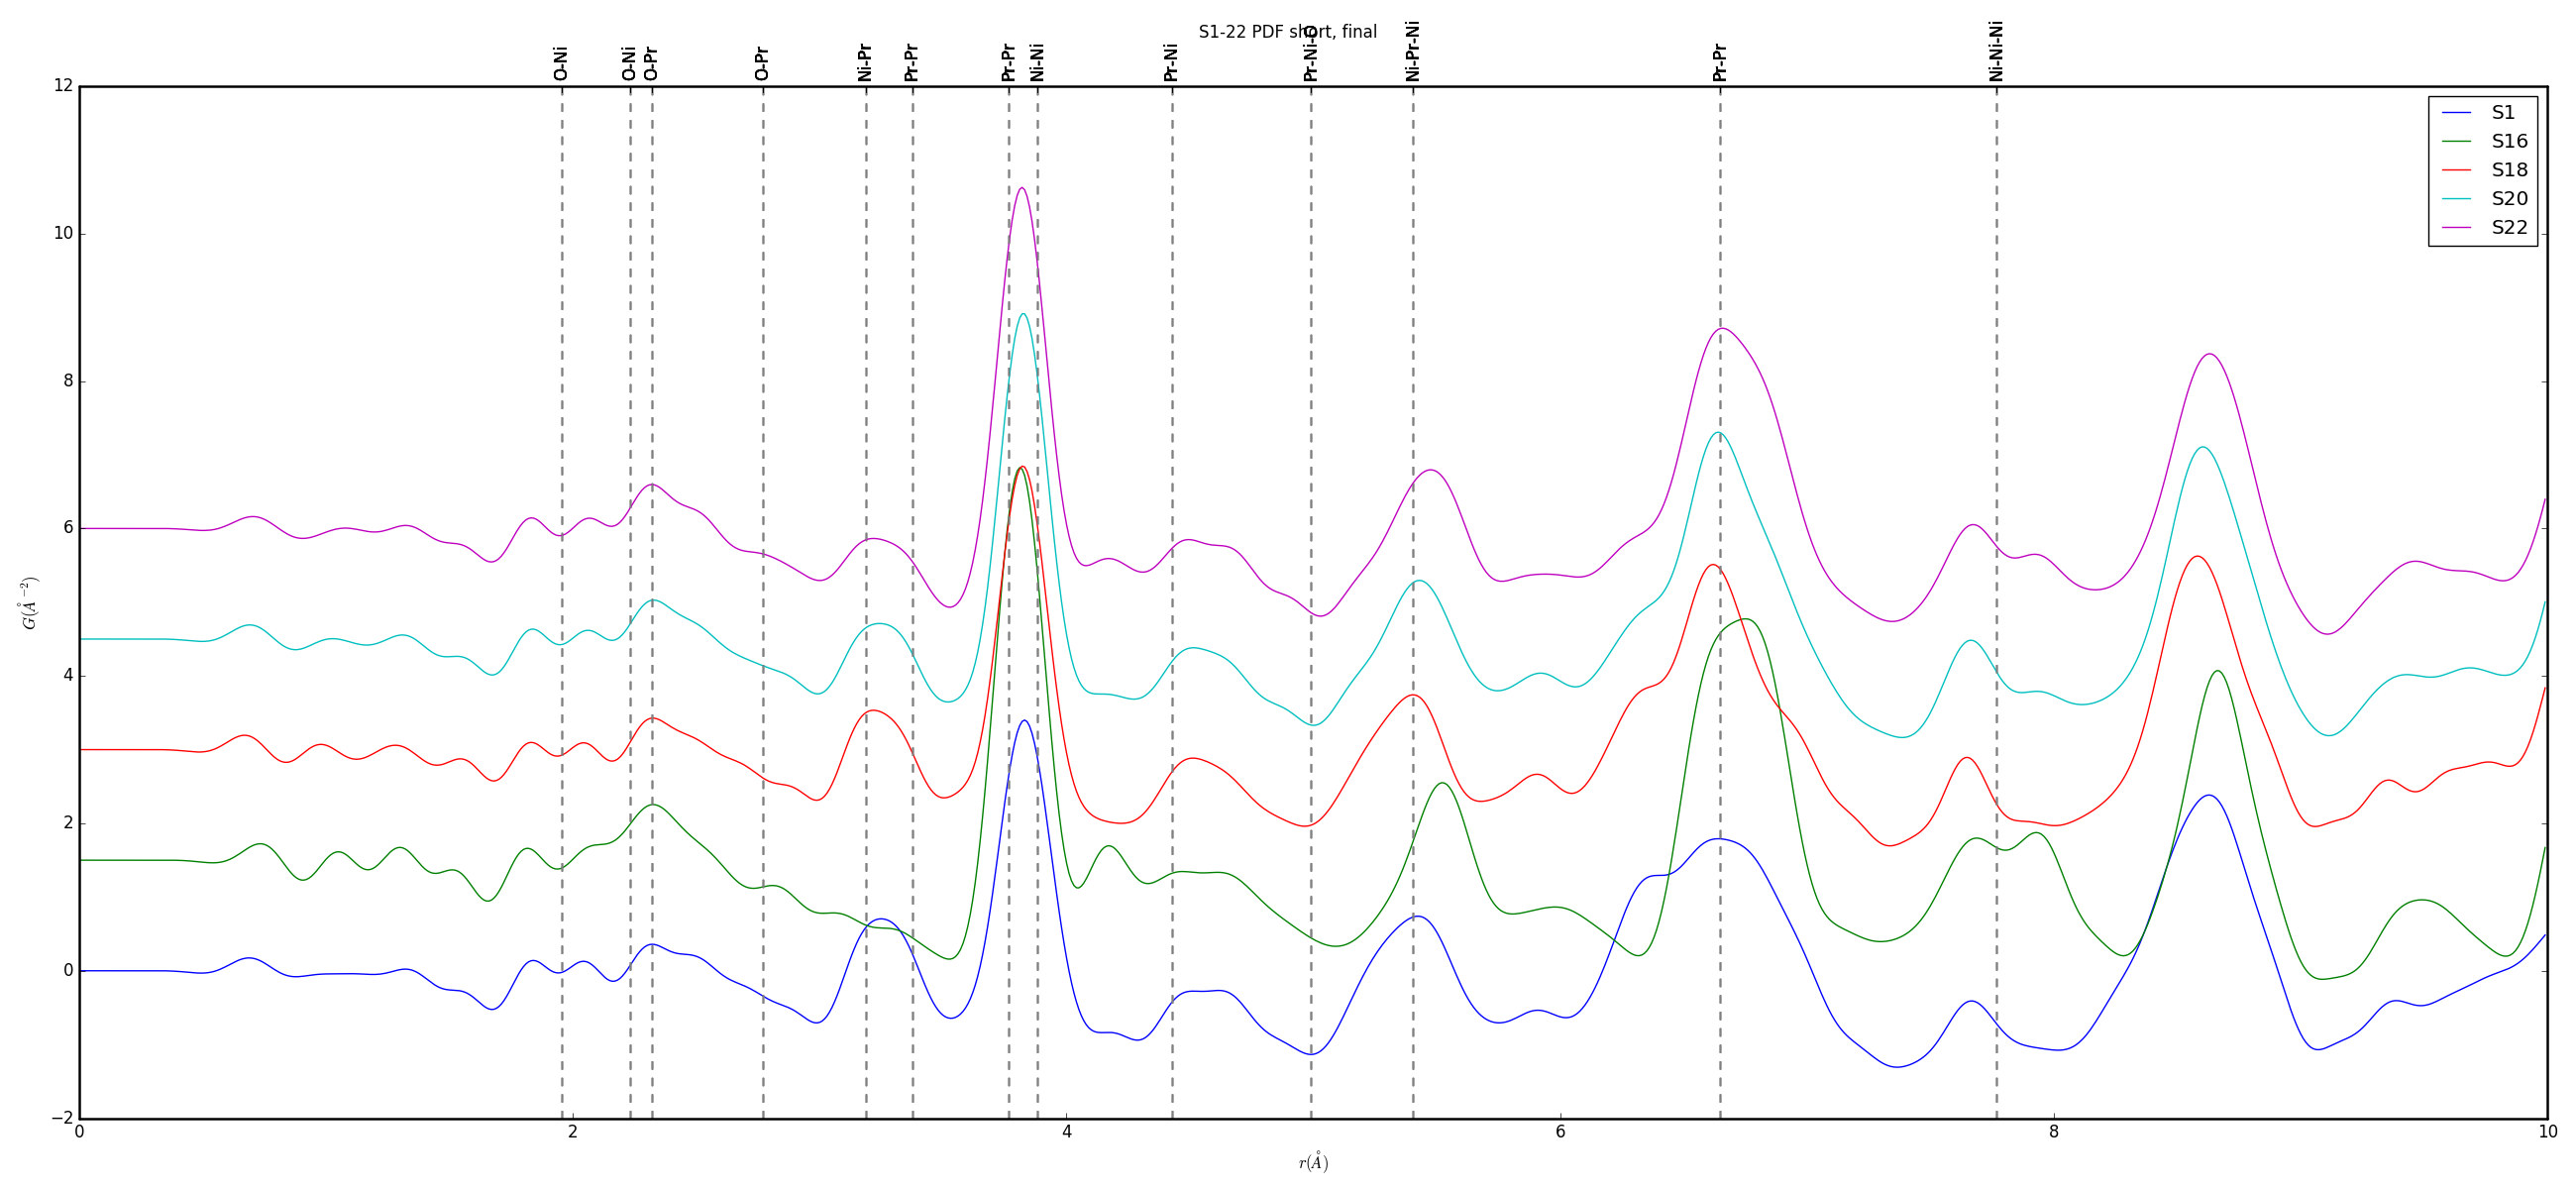 S1-22 PDF short, final
O-Ni
O-Ni
O-Pr
O-Pr
Ni-Pr
Pr-Pr
Pr-Pr
Ni-Ni
Pr-Ni
Pr-Ni-O
Ni-Pr-Ni
Pr-Pr
Ni-Ni-Ni
12
10
8
6
4
2
0
−2
G(Å⁻²)
S1
S16
S18
S20
S22
0 2 4 6 8 10
r(Å)